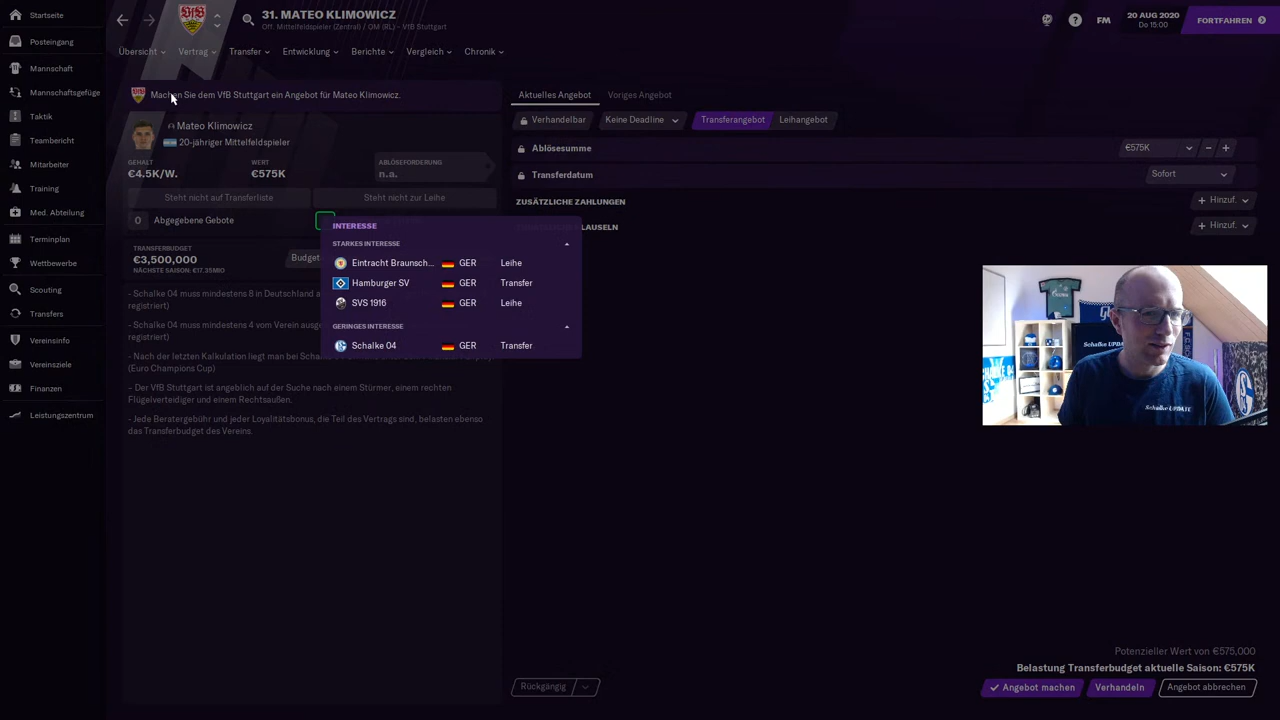 Startseite
Posteingang
Mannschaft
Mannschaftsgefüge
Taktik
Teambericht
Mitarbeiter
Training
Med. Abteilung
Terminplan
Wettbewerbe
Scouting
Transfers
Vereinsinfo
Vereinsziele
Finanzen
Leistungszentrum
31. MATEO KLIMOWICZ
Off. Mittelfeldspieler (Zentral) / OM (RL) - VfB Stuttgart
FM
20 AUG 2020
Do 15:00
FORTFAHREN
Übersicht Vertrag Transfer Entwicklung Berichte Vergleich Chronik
Machen Sie dem VfB Stuttgart ein Angebot für Mateo Klimowicz.
Mateo Klimowicz
20-jähriger Mittelfeldspieler
GEHALT WERT ABLÖSEFORDERUNG
€4.5K/W. €575K n.a.
Steht nicht auf Transferliste Steht nicht zur Leihe
0 Abgegebene Gebote
TRANSFERBUDGET
€3,500,000
NÄCHSTE SAISON: €17.35MIO
Budget
- Schalke 04 muss mindestens 8 in Deutschland a
registriert)
- Schalke 04 muss mindestens 4 vom Verein ausg
registriert)
- Nach der letzten Kalkulation liegt man bei Schalke
(Euro Champions Cup)
- Der VfB Stuttgart ist angeblich auf der Suche nach einem Stürmer, einem rechten
Flügelverteidiger und einem Rechtsaußen.
- Jede Beratergebühr und jeder Loyalitätsbonus, die Teil des Vertrags sind, belasten ebenso
das Transferbudget des Vereins.
INTERESSE
STARKES INTERESSE
Eintracht Braunsch... GER Leihe
Hamburger SV GER Transfer
SVS 1916 GER Leihe
GERINGES INTERESSE
Schalke 04 GER Transfer
Aktuelles Angebot Voriges Angebot
Verhandelbar Keine Deadline Transferangebot Leihangebot
Ablösesumme €575K - +
Transferdatum Sofort
ZUSÄTZLICHE ZAHLUNGEN + Hinzuf.
LAUSELN + Hinzuf.
Schalke UPDATE
Schalke UPDATE
Potenzieller Wert von €575,000
Belastung Transferbudget aktuelle Saison: €575K
Rückgängig
Angebot machen Verhandeln Angebot abbrechen